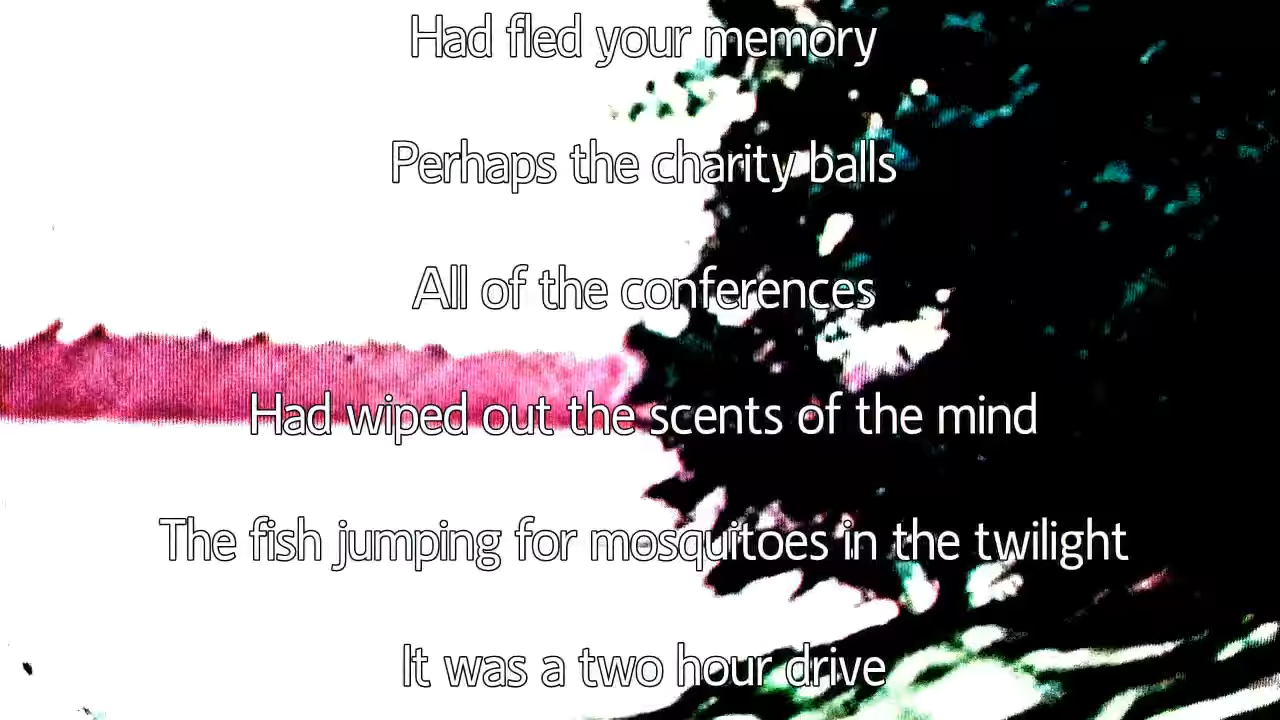 Had fled your memory
Perhaps the charity balls
All of the conferences
Had wiped out the scents of the mind
The fish jumping for mosquitoes in the twilight
It was a two hour drive